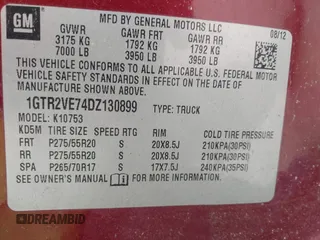 GM
MFD BY GENERAL MOTORS LLC
08/12
GVWR GAWR FRT GAWR RR
3175 KG 1792 KG 1792 KG
7000 LB 3950 LB 3950 LB
THIS VEHICLE CONFORMS TO ALL APPLICABLE U.S. FEDERAL
MOTOR VEHICLE SAFETY STANDARDS IN EFFECT ON THE DATE OF
MANUFACTURE SHOWN ABOVE.
1GTR2VE74DZ130899 TYPE: TRUCK
MODEL: K10753
KD5M TIRE SIZE SPEED RTG RIM COLD TIRE PRESSURE
FRT P275/55R20 S 20X8.5J 210KPA(30PSI)
RR P275/55R20 S 20X8.5J 210KPA(30PSI)
SPA P265/70R17 S 17X7.5J 240KPA(35PSI)
SEE OWNER'S MANUAL FOR ADDITIONAL INFORMATION.
DREAMBID